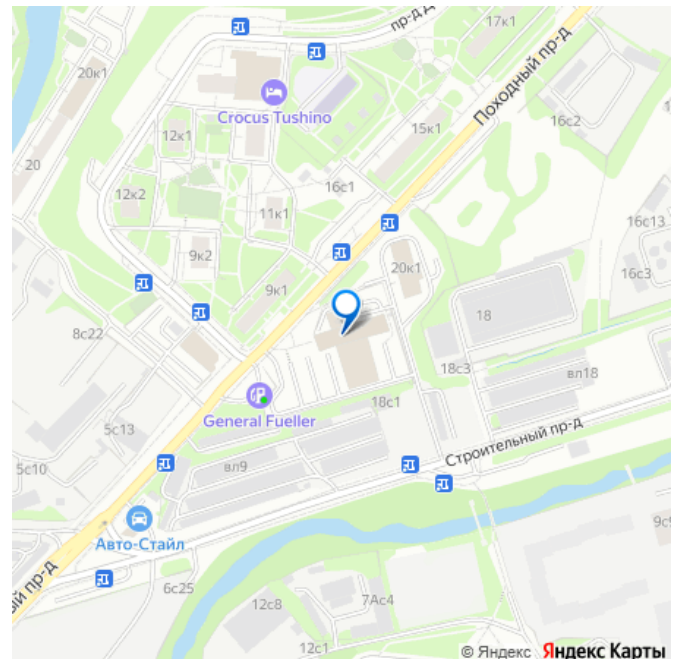 17к1
пр-д Д
Походный пр-д
20к1
Crocus Tushino
16с2
15к1
12к1
20
16с1
12к2
11к1
16с13
9к2
20к1
16с3
9к1
18
8с22
18с3
вл18
General Fueller
18с1
5с13
Строительный пр-д
5с10
вл9
Авто-Стайл
9с
6с25
ный пр-д
12с8
7Ас4
12с1
© Яндекс Яндекс Карты